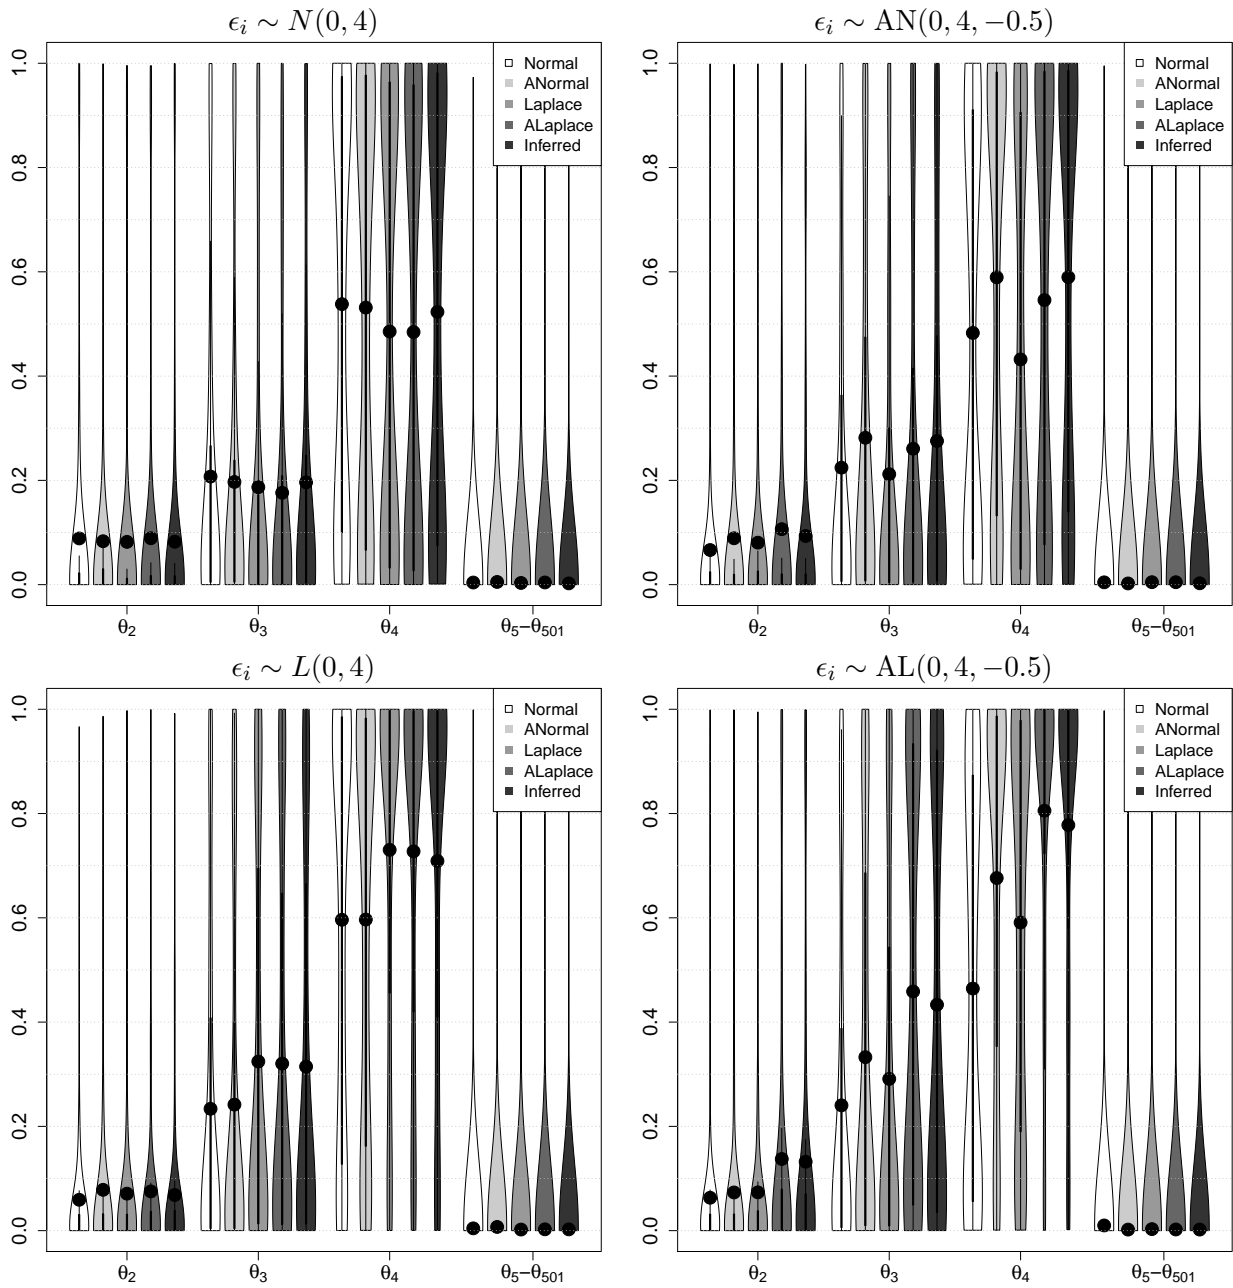 ϵᵢ ∼ N(0, 4)
1.0
0.8
0.6
0.4
0.2
0.0
Normal
ANormal
Laplace
ALaplace
Inferred
θ₂ θ₃ θ₄ θ₅−θ₅₀₁
ϵᵢ ∼ AN(0, 4, −0.5)
1.0
0.8
0.6
0.4
0.2
0.0
Normal
ANormal
Laplace
ALaplace
Inferred
θ₂ θ₃ θ₄ θ₅−θ₅₀₁
ϵᵢ ∼ L(0, 4)
1.0
0.8
0.6
0.4
0.2
0.0
Normal
ANormal
Laplace
ALaplace
Inferred
θ₂ θ₃ θ₄ θ₅−θ₅₀₁
ϵᵢ ∼ AL(0, 4, −0.5)
1.0
0.8
0.6
0.4
0.2
0.0
Normal
ANormal
Laplace
ALaplace
Inferred
θ₂ θ₃ θ₄ θ₅−θ₅₀₁